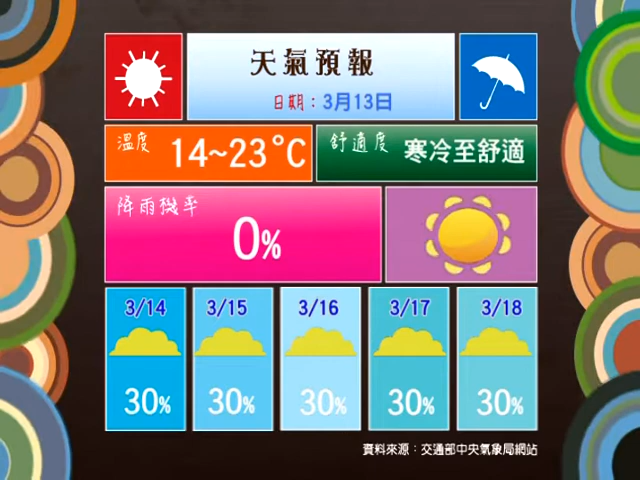 天氣預報
日期：3月13日
溫度 14~23°C 舒適度 寒冷至舒適
降雨機率
0%
3/14 3/15 3/16 3/17 3/18
30% 30% 30% 30% 30%
資料來源：交通部中央氣象局網站